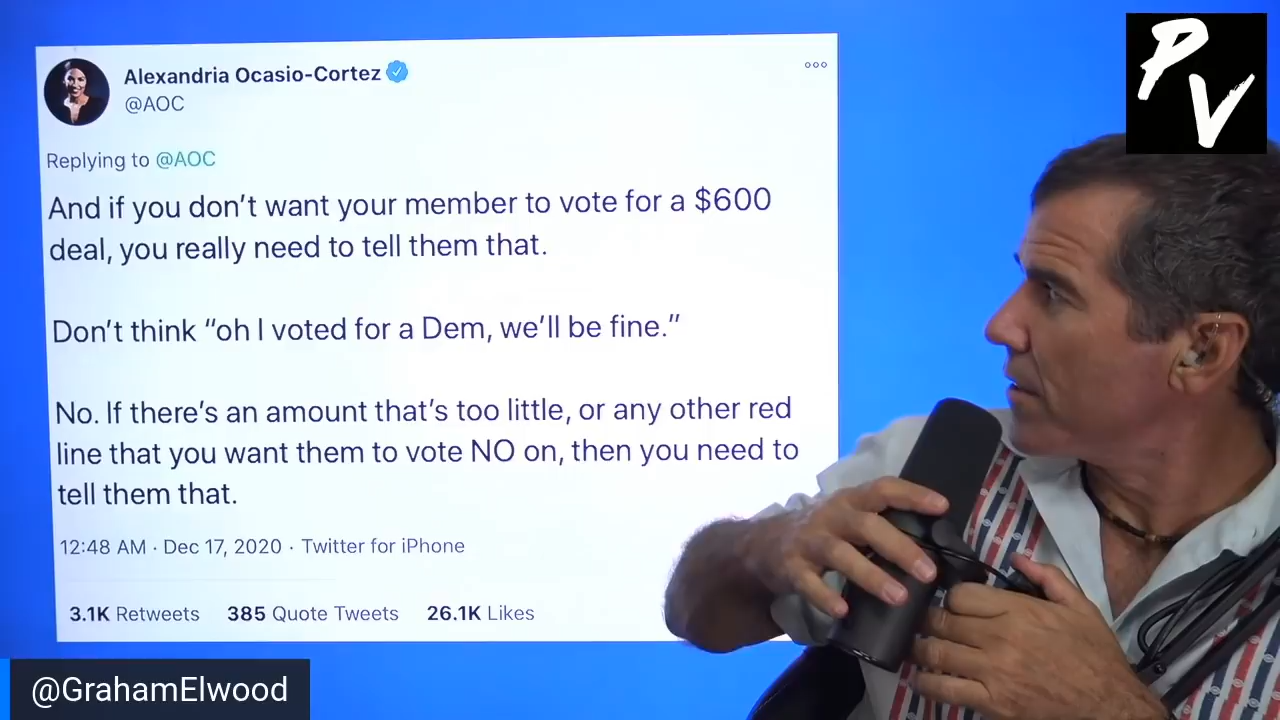 Alexandria Ocasio-Cortez
@AOC
Replying to @AOC
And if you don't want your member to vote for a $600
deal, you really need to tell them that.
Don't think “oh I voted for a Dem, we'll be fine.”
No. If there's an amount that's too little, or any other red
line that you want them to vote NO on, then you need to
tell them that.
12:48 AM · Dec 17, 2020 · Twitter for iPhone
3.1K Retweets 385 Quote Tweets 26.1K Likes
PV
@GrahamElwood